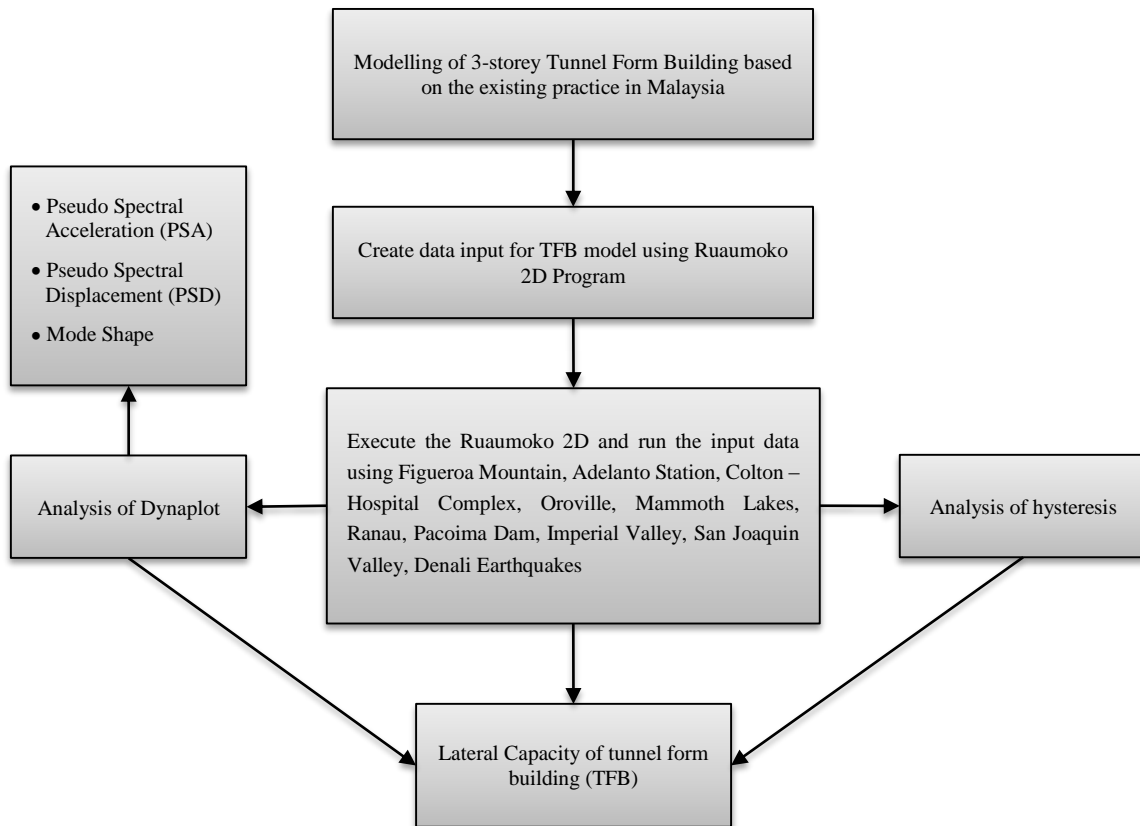 Modelling of 3-storey Tunnel Form Building based
on the existing practice in Malaysia
• Pseudo Spectral
Acceleration (PSA)
• Pseudo Spectral
Displacement (PSD)
• Mode Shape
Create data input for TFB model using Ruaumoko
2D Program
Execute the Ruaumoko 2D and run the input data
using Figueroa Mountain, Adelanto Station, Colton –
Hospital Complex, Oroville, Mammoth Lakes,
Ranau, Pacoima Dam, Imperial Valley, San Joaquin
Valley, Denali Earthquakes
Analysis of Dynaplot
Analysis of hysteresis
Lateral Capacity of tunnel form
building (TFB)